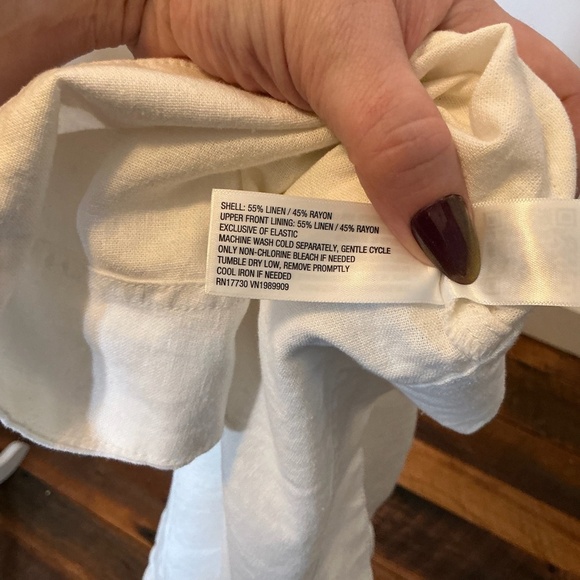 SHELL: 55% LINEN / 45% RAYON
UPPER FRONT LINING: 55% LINEN / 45% RAYON
EXCLUSIVE OF ELASTIC
MACHINE WASH COLD SEPARATELY, GENTLE CYCLE
ONLY NON-CHLORINE BLEACH IF NEEDED
TUMBLE DRY LOW, REMOVE PROMPTLY
COOL IRON IF NEEDED
RN17730 VN1989909